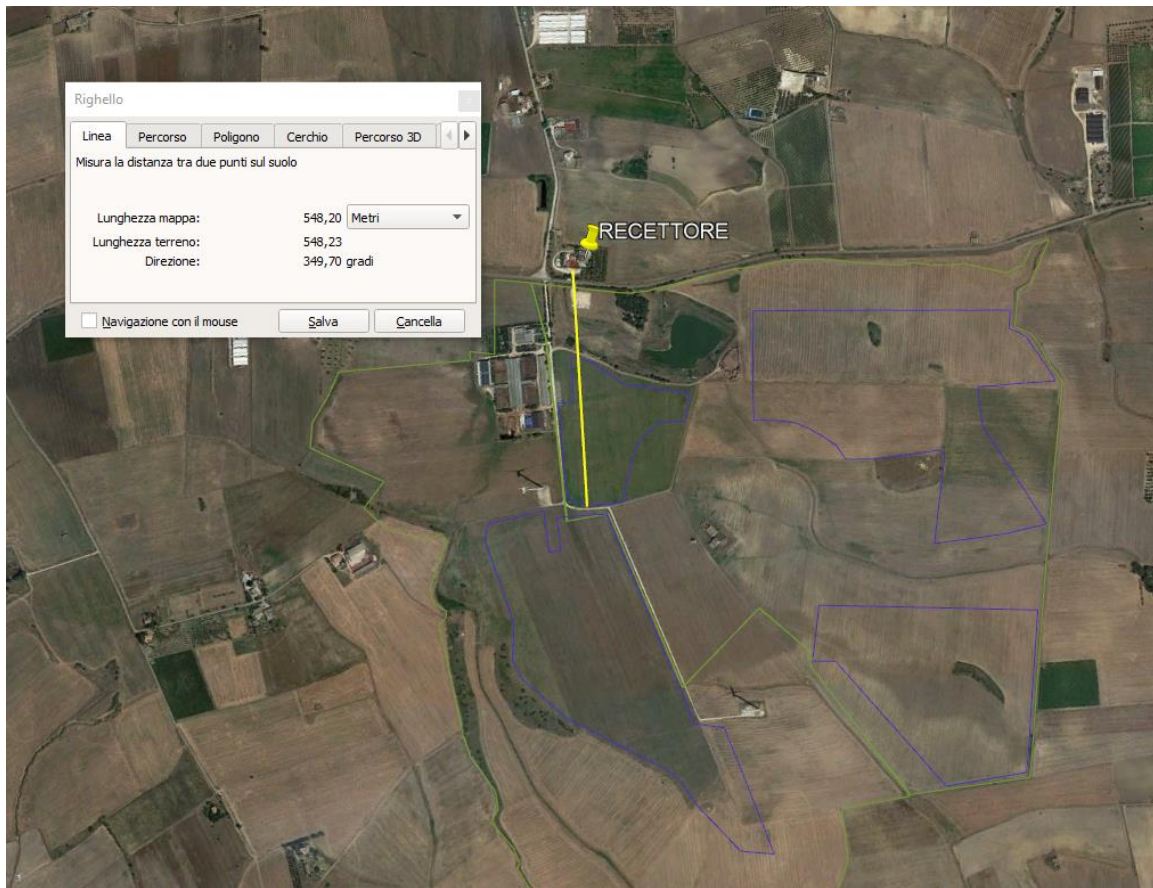 Righello
Linea Percorso Poligono Cerchio Percorso 3D
Misura la distanza tra due punti sul suolo
Lunghezza mappa: 548,20 Metri
Lunghezza terreno: 548,23
Direzione: 349,70 gradi
Navigazione con il mouse Salva Cancella
RECETTORE